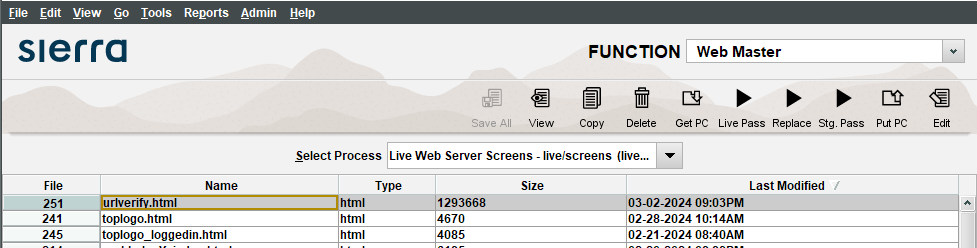 File Edit View Go Tools Reports Admin Help
sierra
FUNCTION Web Master
Save All View Copy Delete Get PC Live Pass Replace Stg. Pass Put PC Edit
Select Process Live Web Server Screens - live/screens (live...
File Name Type Size Last Modified
251 urlverify.html html 1293668 03-02-2024 09:03PM
241 toplogo.html html 4670 02-28-2024 10:14AM
245 toplogo_loggedin.html html 4085 02-21-2024 08:40AM